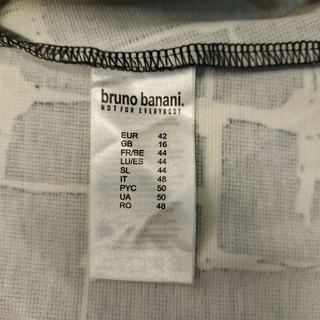 bruno banani.
NOT FOR EVERYBODY
EUR 42
GB 16
FR/BE 44
LU/ES 44
SL 44
IT 48
РУС 50
UA 50
RO 48